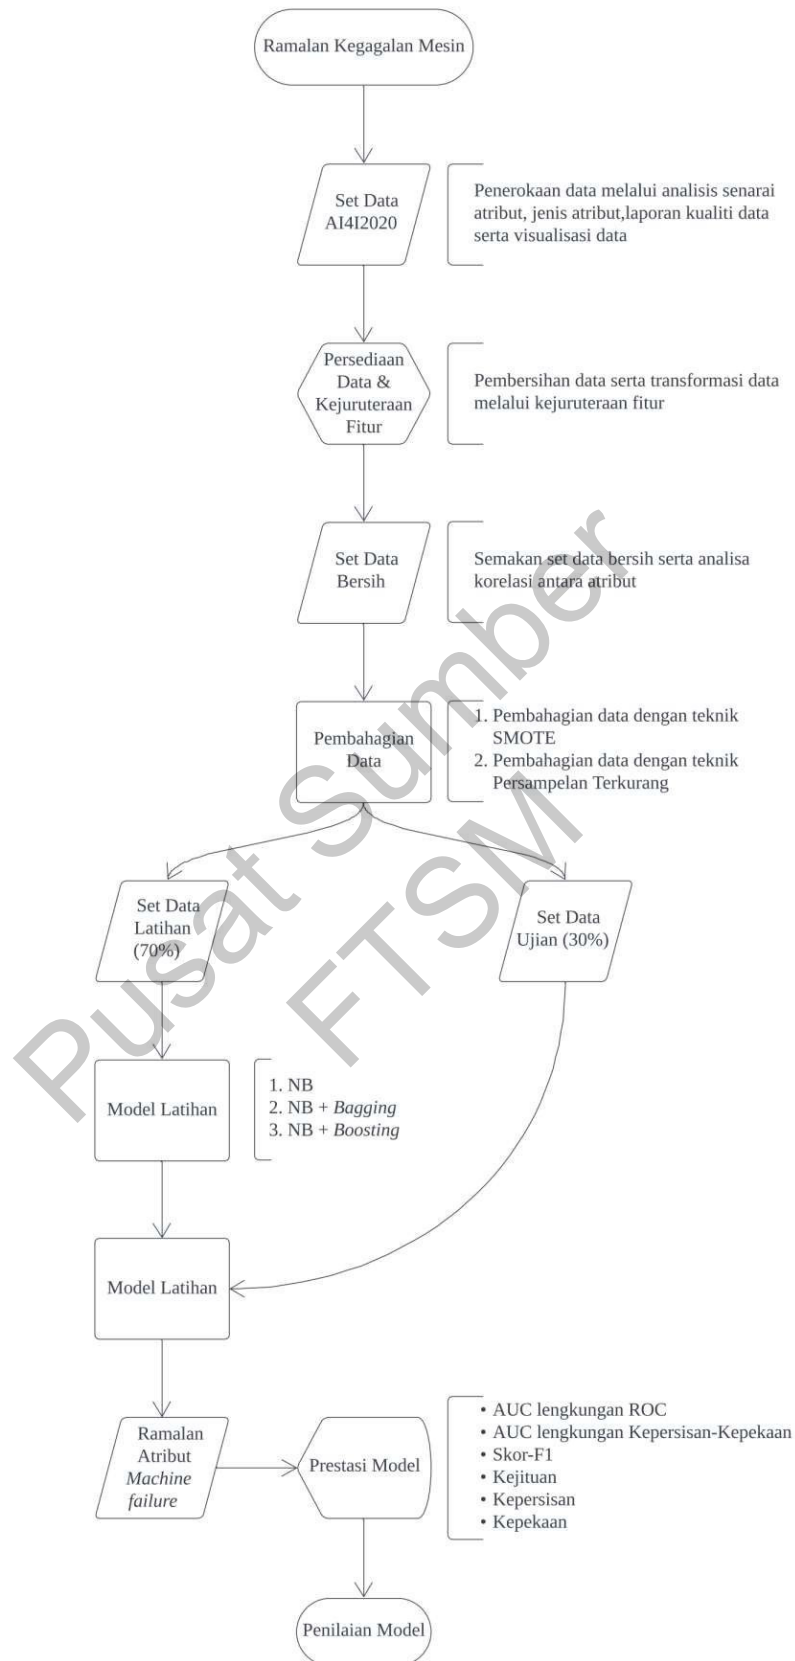 Ramalan Kegagalan Mesin
Set Data
AI4I2020
Penerokaan data melalui analisis senarai
atribut, jenis atribut,laporan kualiti data
serta visualisasi data
Persediaan
Data &
Kejuruteraan
Fitur
Pembersihan data serta transformasi data
melalui kejuruteraan fitur
Set Data
Bersih
Semakan set data bersih serta analisa
korelasi antara atribut
Pembahagian
Data
1. Pembahagian data dengan teknik
SMOTE
2. Pembahagian data dengan teknik
Persampelan Terkurang
Set Data
Latihan
(70%)
Set Data
Ujian (30%)
Model Latihan
1. NB
2. NB + Bagging
3. NB + Boosting
Model Latihan
Ramalan
Atribut
Machine
failure
Prestasi Model
• AUC lengkungan ROC
• AUC lengkungan Kepersisan-Kepekaan
• Skor-F1
• Kejituan
• Kepersisan
• Kepekaan
Penilaian Model
Pusat Sumber
FTSM